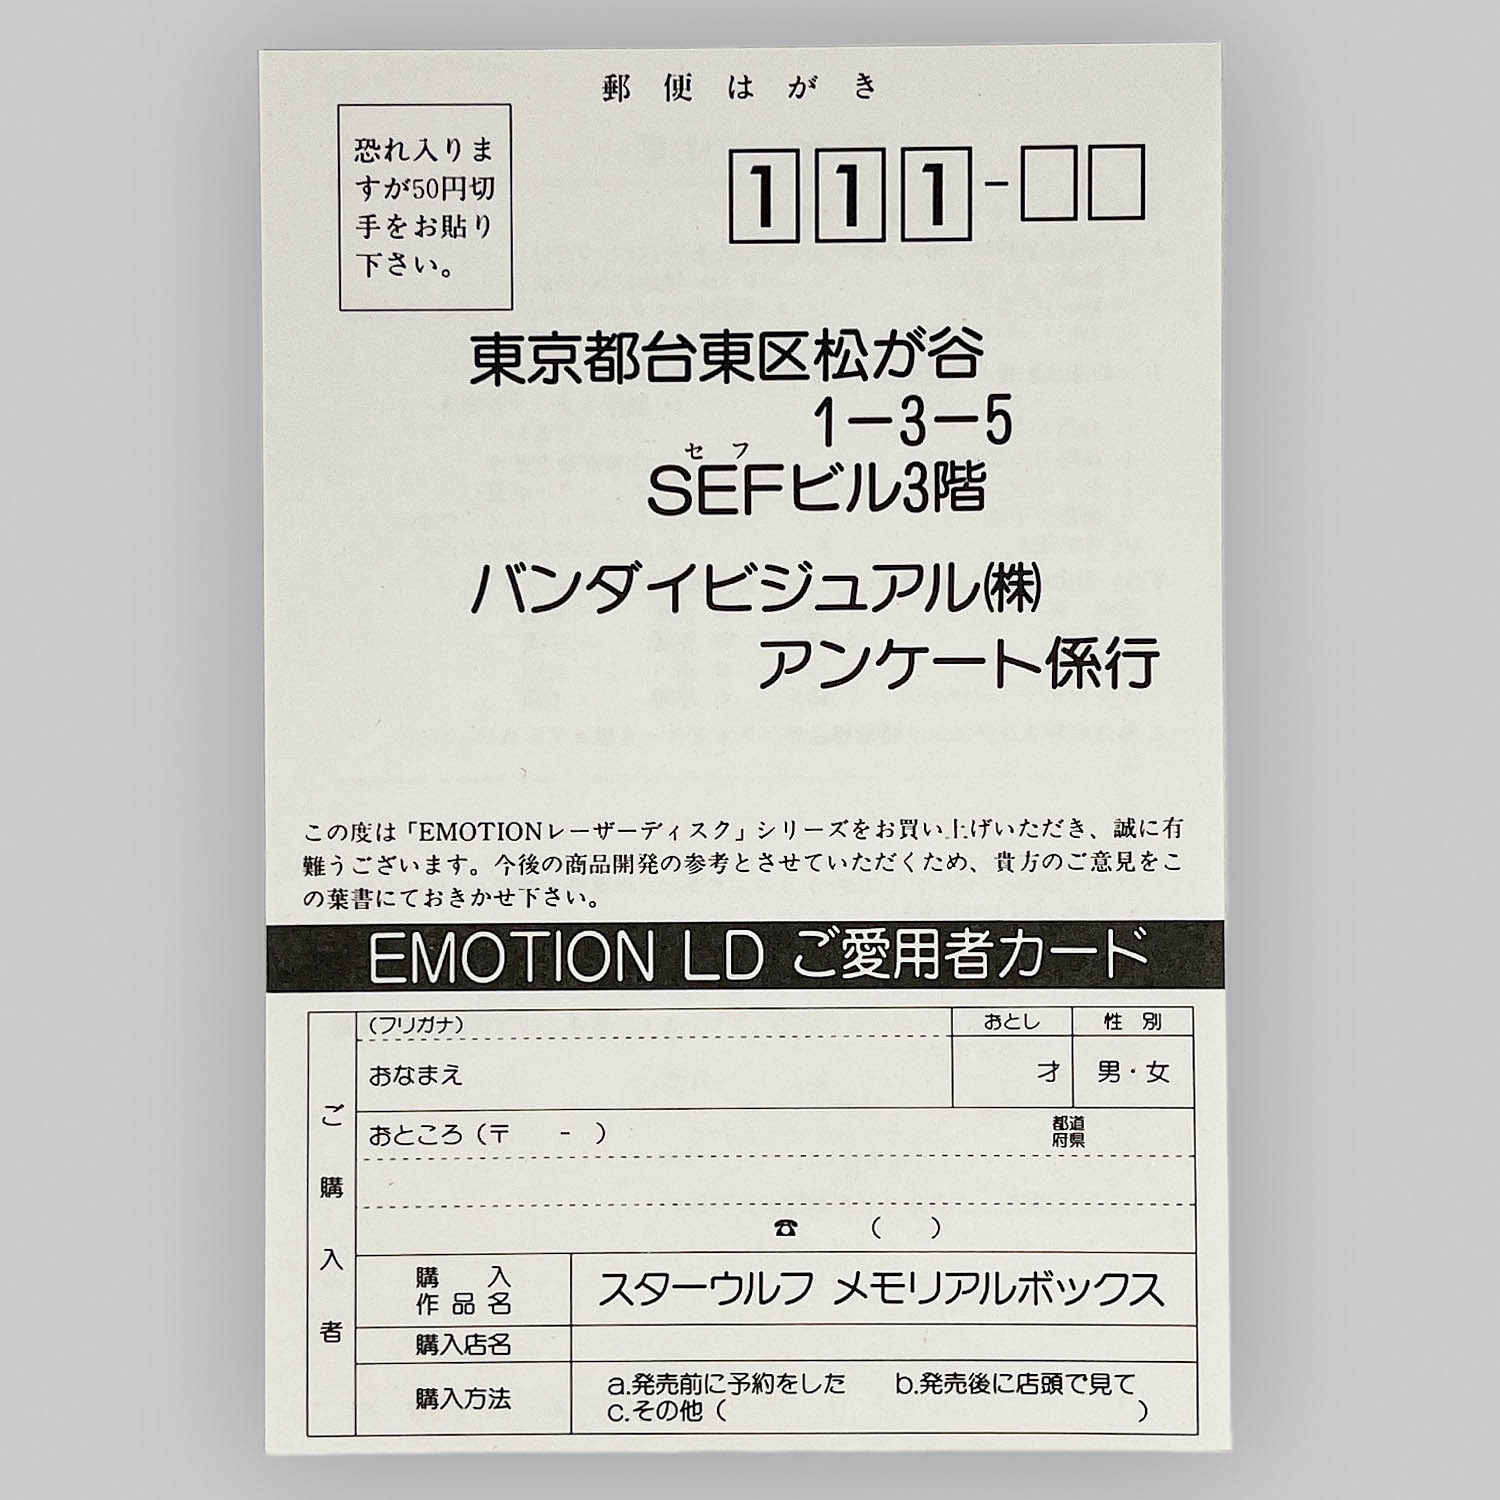 郵便はがき
恐れ入りま
すが50円切
手をお貼り
下さい。
111-□□
東京都台東区松が谷
1-3-5
セフ
SEFビル3階
バンダイビジュアル㈱
アンケート係行
この度は「EMOTIONレーザーディスク」シリーズをお買い上げいただき、誠に有
難うございます。今後の商品開発の参考とさせていただくため、貴方のご意見をこ
の葉書にておきかせ下さい。
EMOTION LD ご愛用者カード
ご購入者
(フリガナ)
おなまえ
おとし
才
性 別
男・女
おところ(〒 - )
都道
府県
☎ ( )
購 入
作品名
スターウルフ メモリアルボックス
購入店名
購入方法
a.発売前に予約をした b.発売後に店頭で見て
c.その他( )